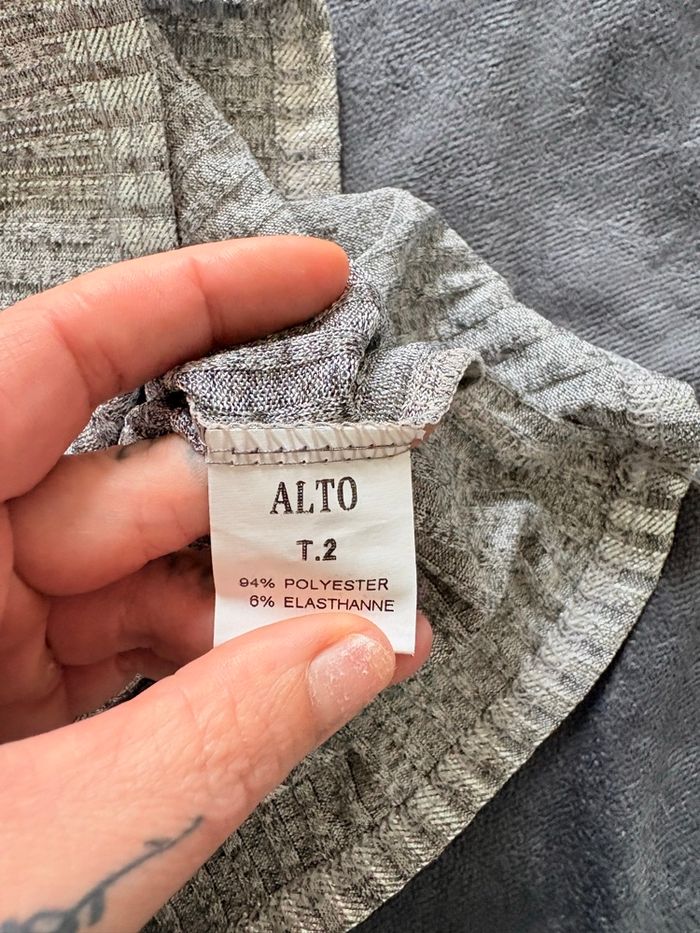 ALTO
T.2
94% POLYESTER
6% ELASTHANNE